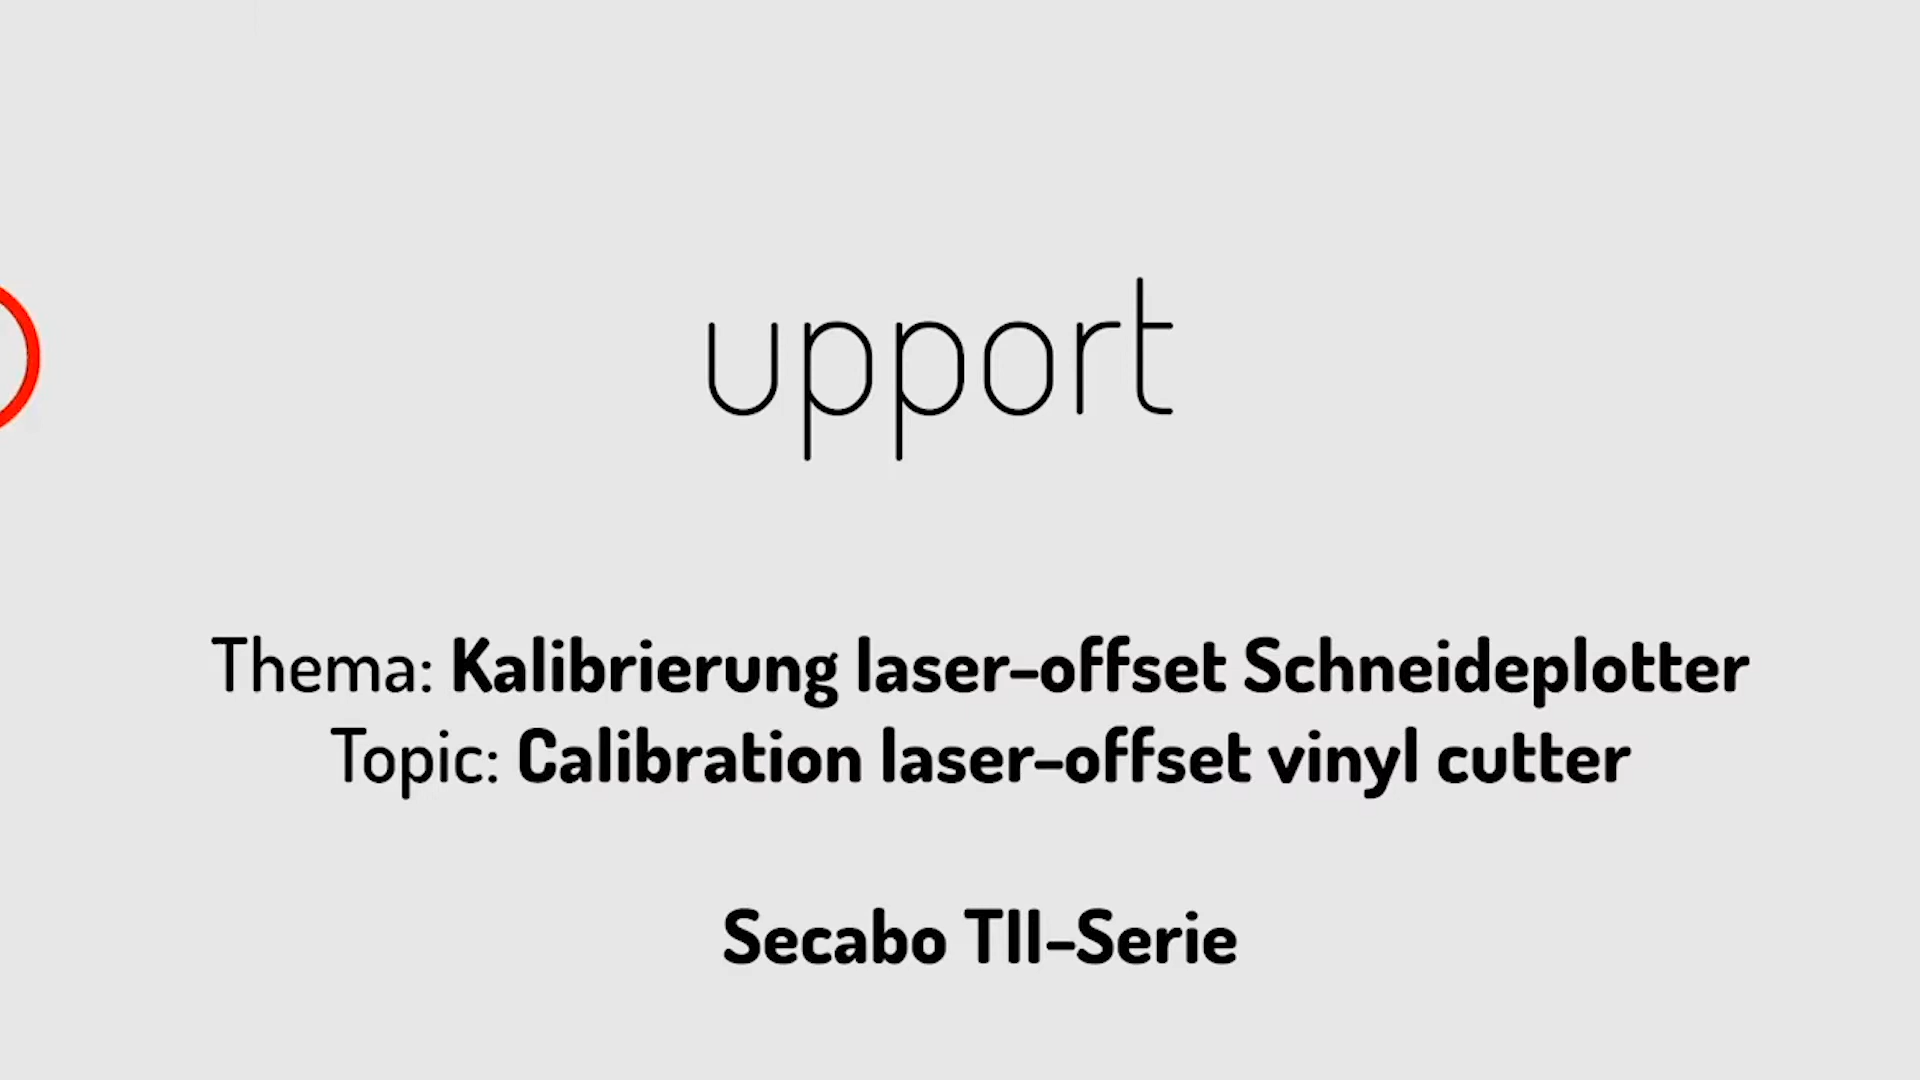 upport
Thema: Kalibrierung laser-offset Schneideplotter
Topic: Calibration laser-offset vinyl cutter
Secabo TII-Serie